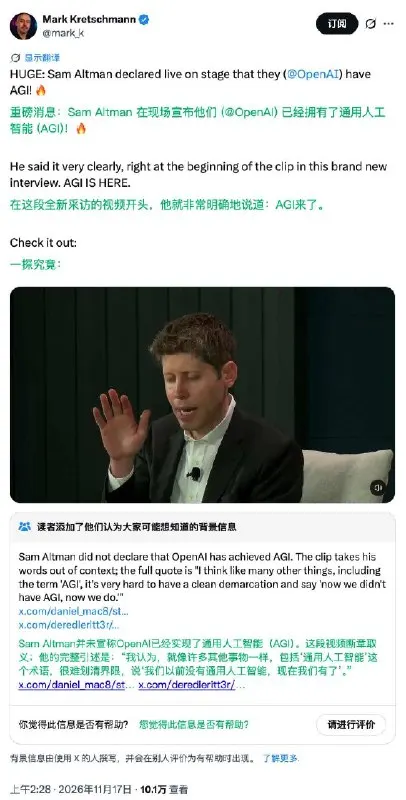 Mark Kretschmann
@mark_k
订阅
显示翻译
HUGE: Sam Altman declared live on stage that they (@OpenAI) have
AGI! 🔥
重磅消息：Sam Altman 在现场宣布他们 (@OpenAI) 已经拥有了通用人工
智能 (AGI)！🔥
He said it very clearly, right at the beginning of the clip in this brand new
interview. AGI IS HERE.
在这段全新采访的视频开头，他就非常明确地说道：AGI来了。
Check it out:
一探究竟：
读者添加了他们认为大家可能想知道的背景信息
Sam Altman did not declare that OpenAI has achieved AGI. The clip takes his
words out of context; the full quote is "I think like many other things, including
the term 'AGI', it's very hard to have a clean demarcation and say 'now we didn't
have AGI, now we do.'"
x.com/daniel_mac8/st...
x.com/deredleritt3r/...
Sam Altman并未宣称OpenAI已经实现了通用人工智能（AGI）。这段视频断章取
义；他的完整引述是：“我认为，就像许多其他事物一样，包括‘通用人工智能’这
个术语，很难划清界限，说‘我们以前没有通用人工智能，现在我们有了’。”
x.com/daniel_mac8/st... x.com/deredleritt3r/...
你觉得此信息是否有帮助？ 您觉得此信息是否有帮助？ 请进行评价
背景信息由使用 X 的人撰写，并会在别人评价为有帮助时出现。 了解更多
上午2:28 · 2026年11月17日 · 10.1万 查看